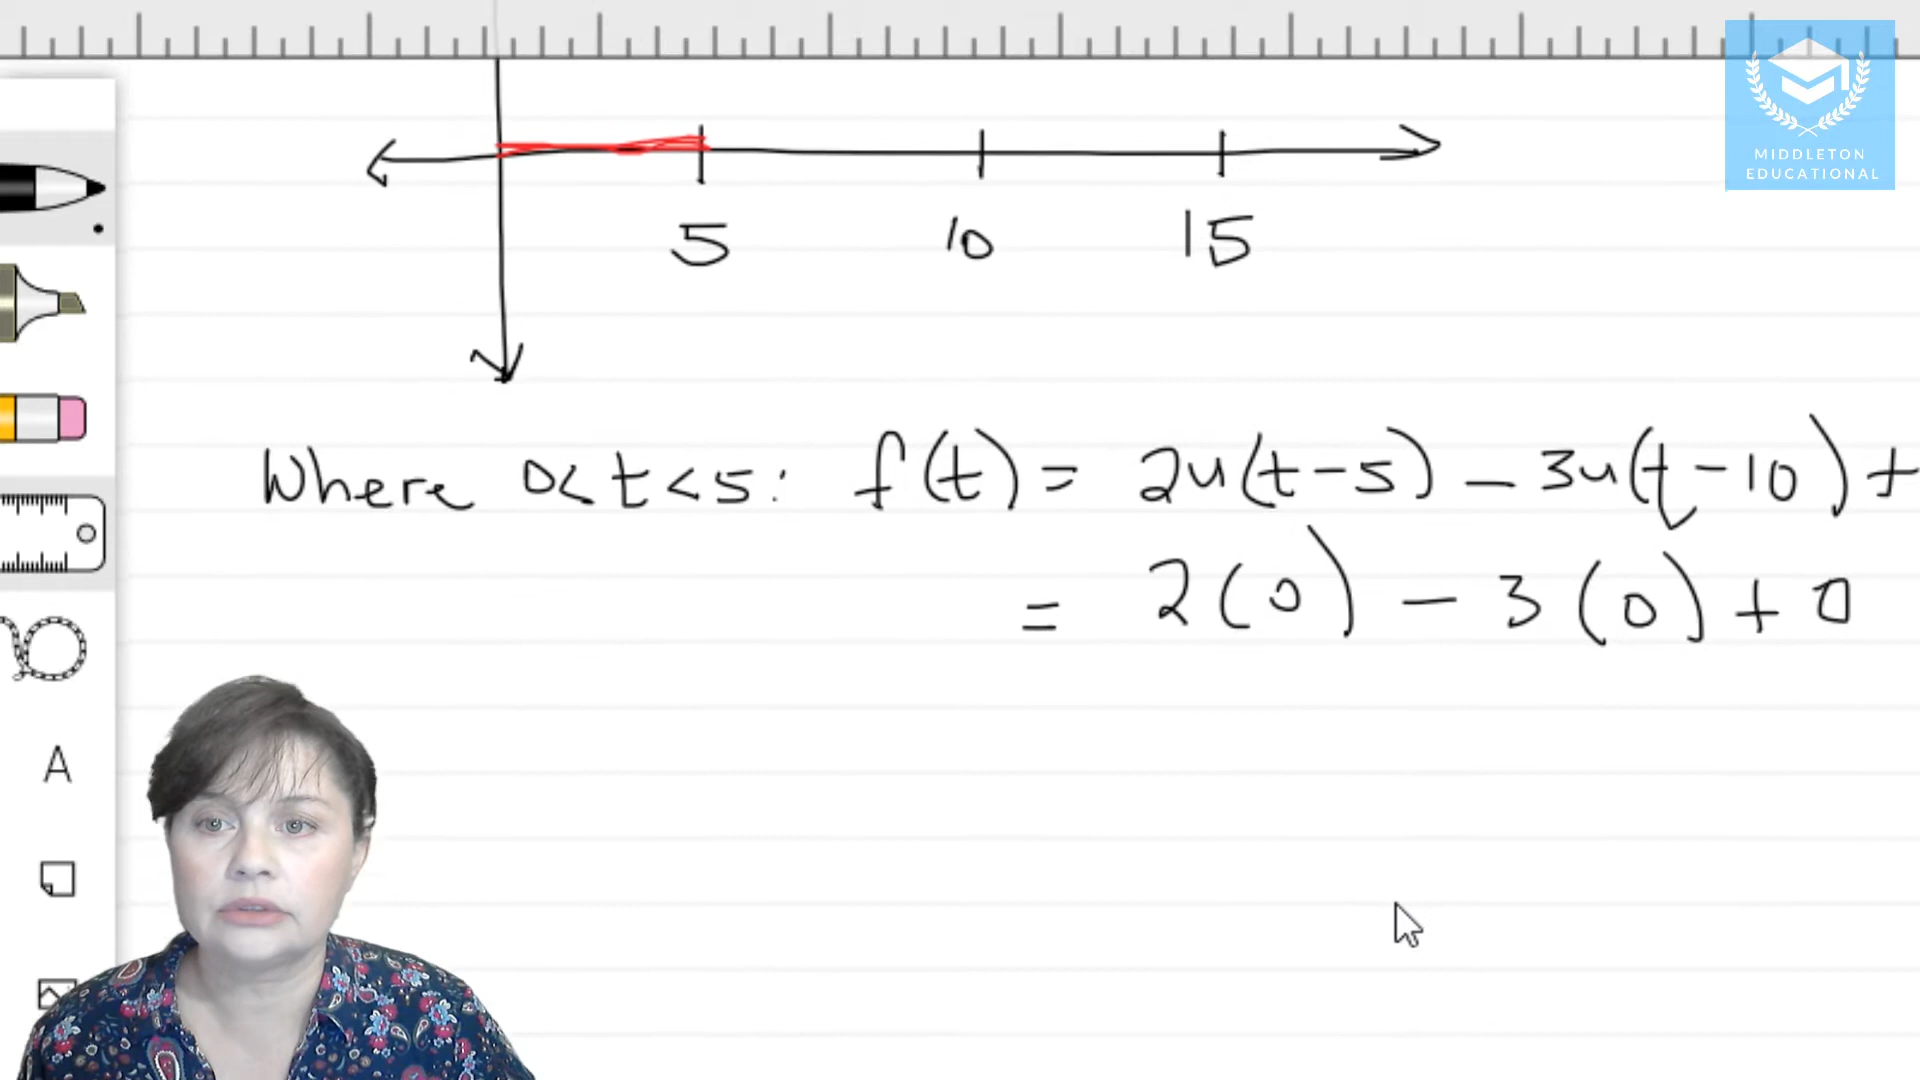 MIDDLETON
EDUCATIONAL
5 10 15
Where 0<t<5: f(t) = 2u(t-5) - 3u(t-10) +
= 2(0) - 3(0) + 0
A